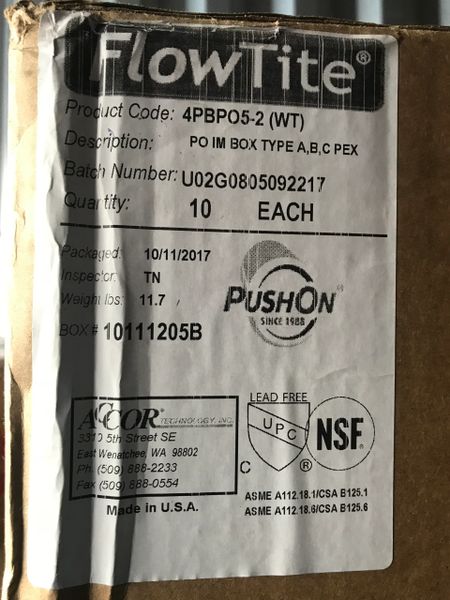 FlowTite®
Product Code: 4PBPO5-2 (WT)
Description: PO IM BOX TYPE A,B,C PEX
Batch Number: U02G0805092217
Quantity: 10 EACH
Packaged: 10/11/2017
Inspector: TN
Weight lbs: 11.7
BOX# 10111205B
PUSHON®
SINCE 1988
ACCOR TECHNOLOGY, INC.
3310 5th Street SE
East Wenatchee, WA 98802
Ph. (509) 888-2233
Fax (509) 888-0554
Made in U.S.A.
LEAD FREE
UPC
C ®
NSF®
ASME A112.18.1/CSA B125.1
ASME A112.18.6/CSA B125.6